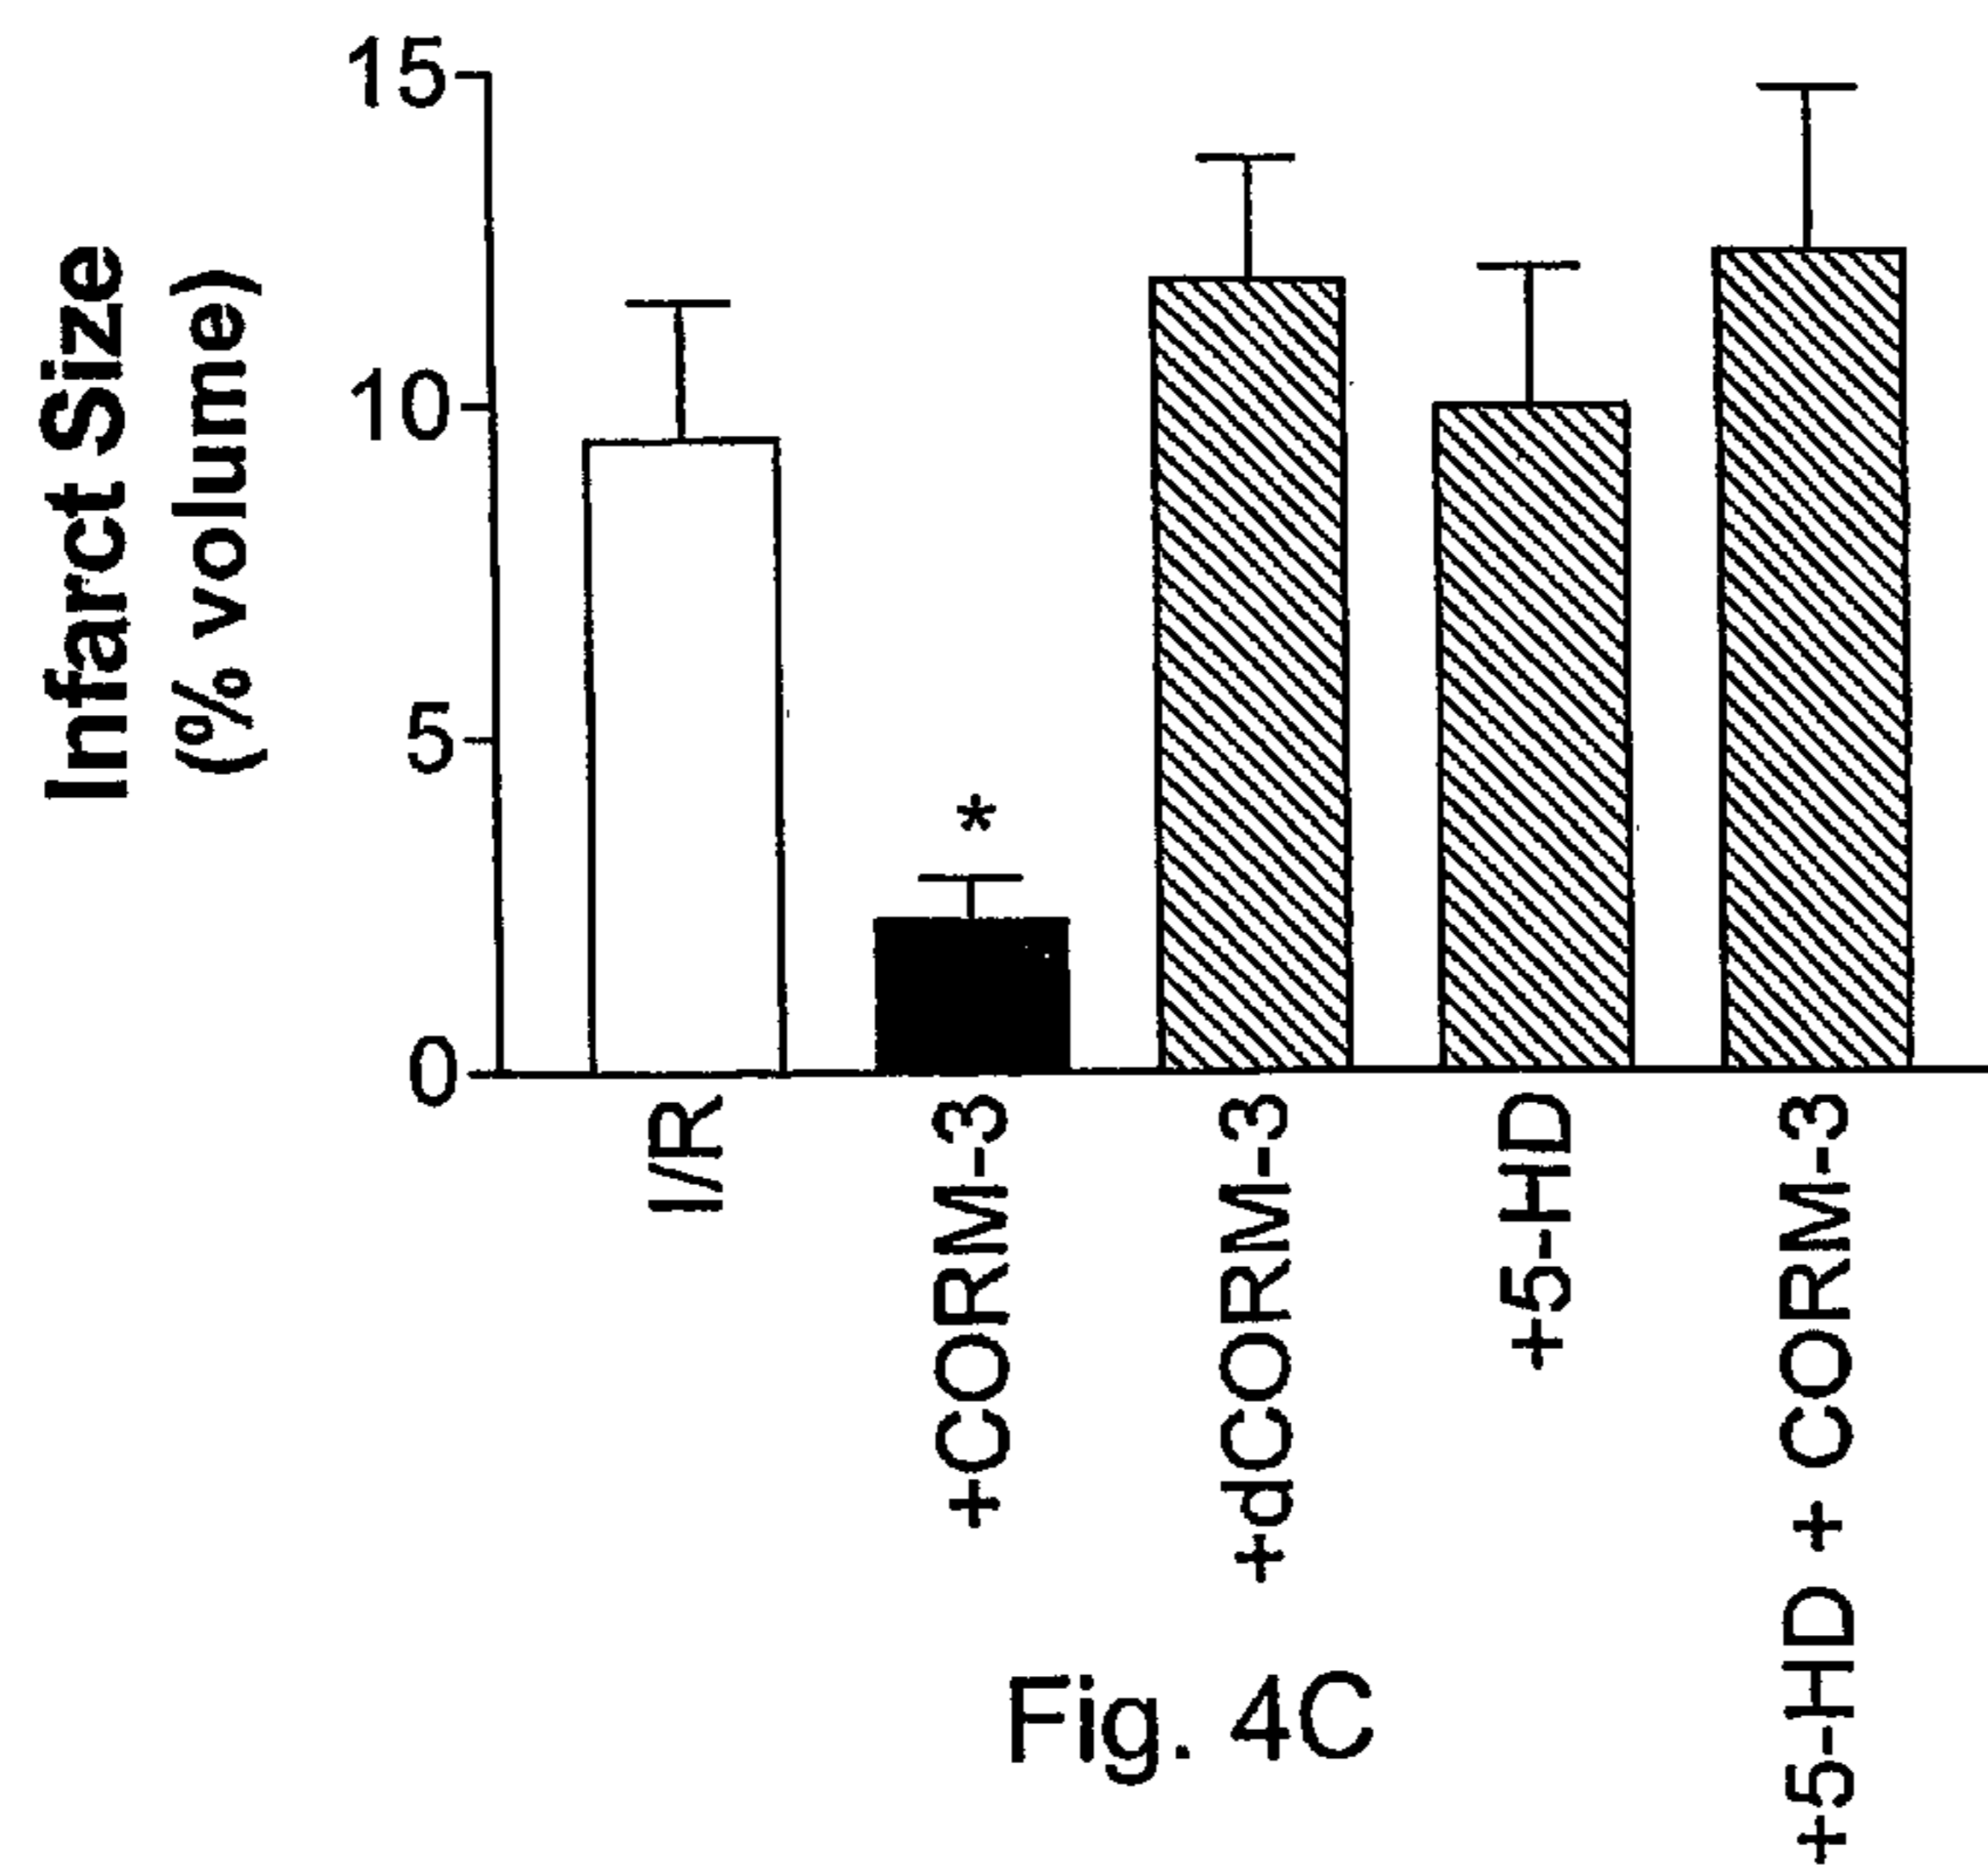 Infarct Size
(% volume)
15
10
5
0
*
I/R
+CORM-3
+dCORM-3
+5-HD
+5-HD + CORM-3
Fig. 4C